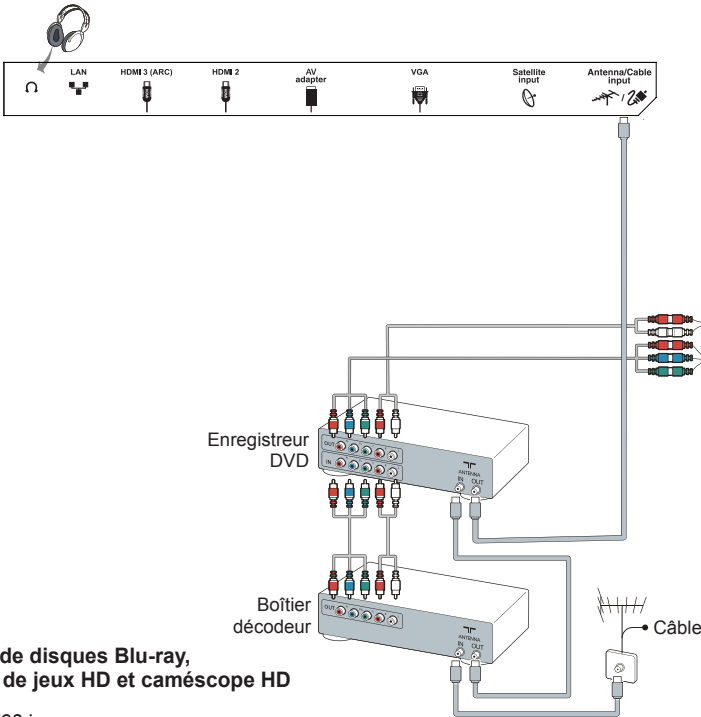 LAN
HDMI 3 (ARC)
HDMI 2
AV
adapter
VGA
Satellite
input
Antenna/Cable
input
Enregistreur
DVD
OUT
IN
ANTENNA
IN OUT
Boîtier
décodeur
OUT
ANTENNA
IN OUT
Câble
de disques Blu-ray,
de jeux HD et caméscope HD